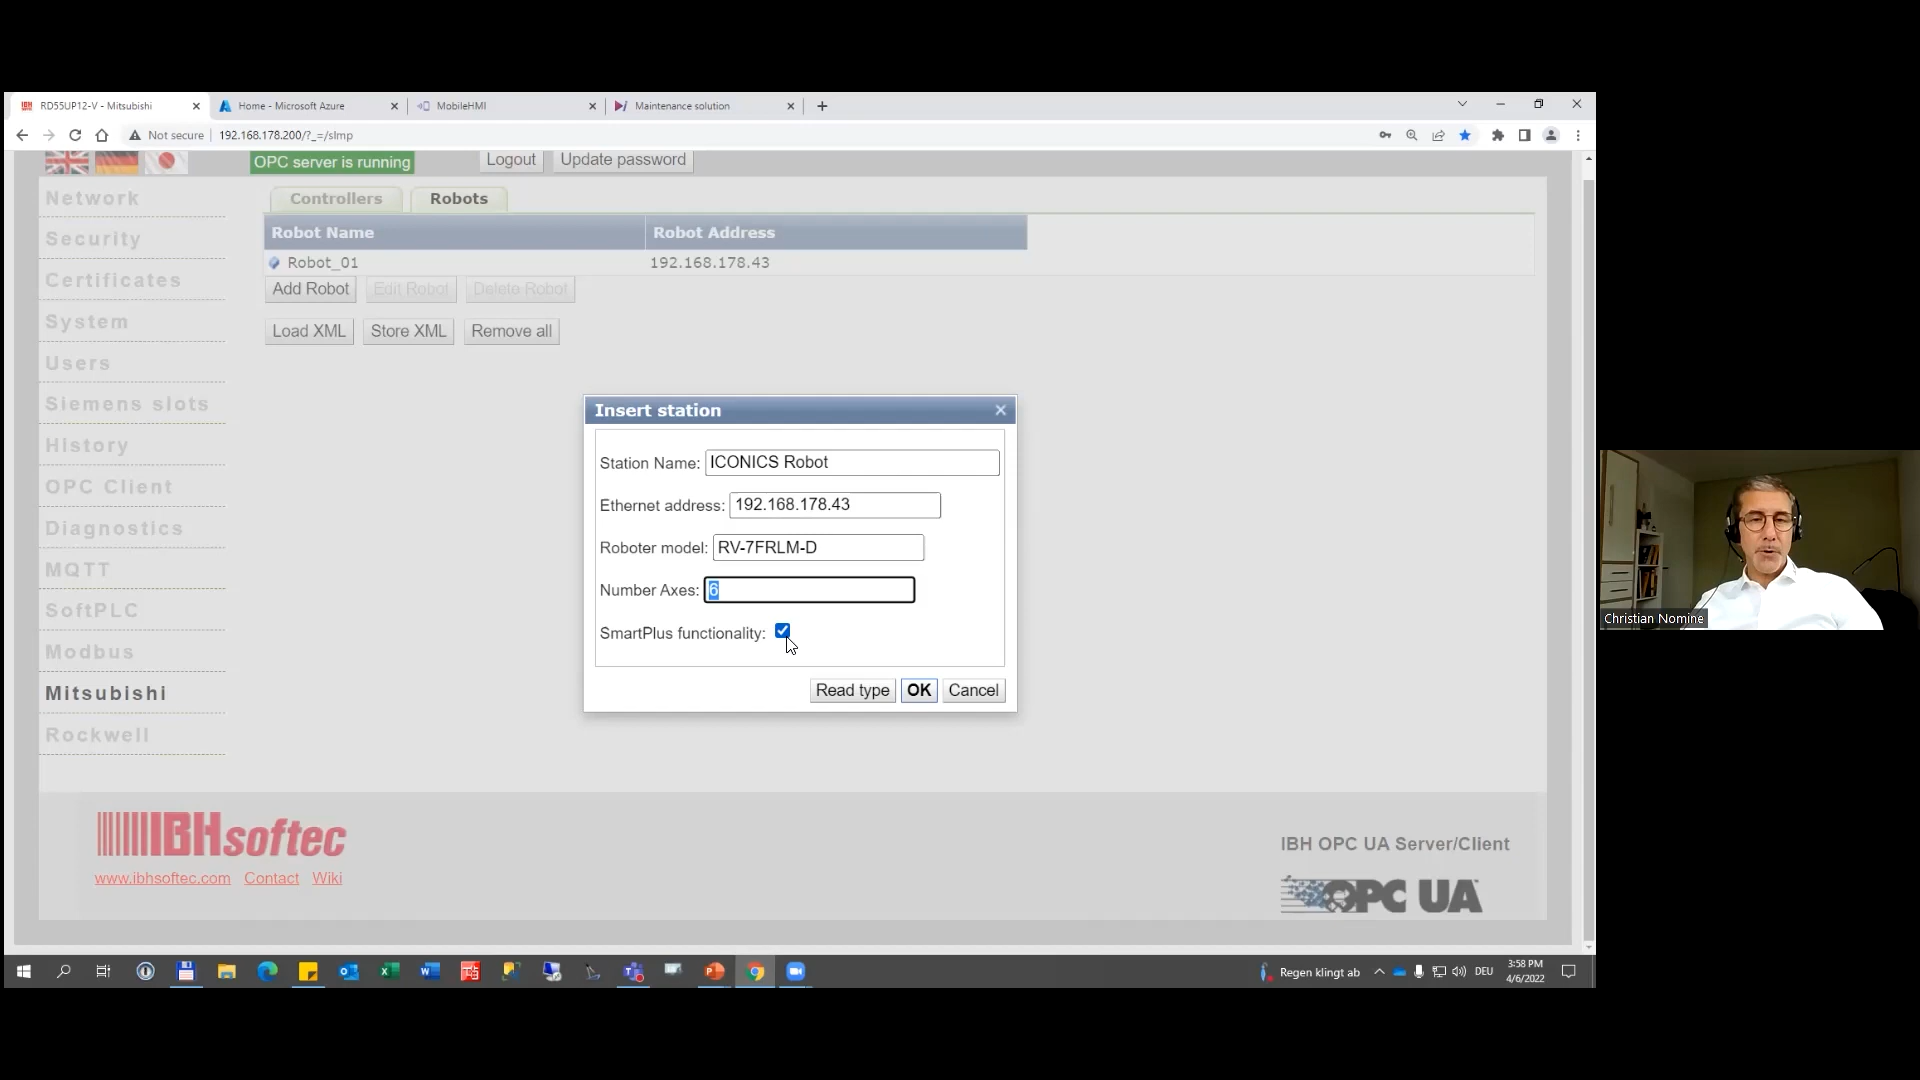 RD55UP12-V - Mitsubishi
Home - Microsoft Azure
MobileHMI
Maintenance solution
Not secure
192.168.178.200/?_=/slmp
OPC server is running
Logout
Update password
Network
Security
Certificates
System
Users
Siemens slots
History
OPC Client
Diagnostics
MQTT
SoftPLC
Modbus
Mitsubishi
Rockwell
Controllers
Robots
Robot Name
Robot Address
Robot_01
192.168.178.43
Add Robot
Edit Robot
Delete Robot
Load XML
Store XML
Remove all
Insert station
Station Name: ICONICS Robot
Ethernet address: 192.168.178.43
Roboter model: RV-7FRLM-D
Number Axes: 6
SmartPlus functionality:
Read type
OK
Cancel
IBHsoftec
www.ibhsoftec.com
Contact
Wiki
IBH OPC UA Server/Client
OPC UA
Christian Nomine
Regen klingt ab
DEU
3:58 PM
4/6/2022